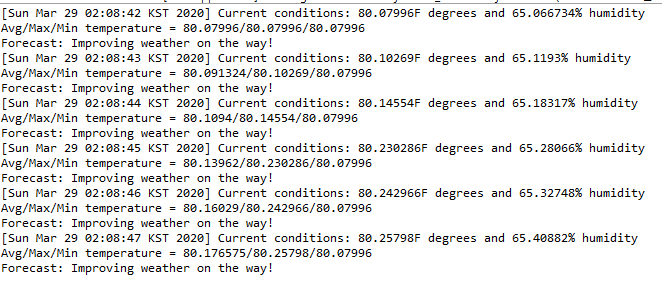 [Sun Mar 29 02:08:42 KST 2020] Current conditions: 80.07996F degrees and 65.066734% humidity
Avg/Max/Min temperature = 80.07996/80.07996/80.07996
Forecast: Improving weather on the way!
[Sun Mar 29 02:08:43 KST 2020] Current conditions: 80.10269F degrees and 65.1193% humidity
Avg/Max/Min temperature = 80.091324/80.10269/80.07996
Forecast: Improving weather on the way!
[Sun Mar 29 02:08:44 KST 2020] Current conditions: 80.14554F degrees and 65.18317% humidity
Avg/Max/Min temperature = 80.1094/80.14554/80.07996
Forecast: Improving weather on the way!
[Sun Mar 29 02:08:45 KST 2020] Current conditions: 80.230286F degrees and 65.28066% humidity
Avg/Max/Min temperature = 80.13962/80.230286/80.07996
Forecast: Improving weather on the way!
[Sun Mar 29 02:08:46 KST 2020] Current conditions: 80.242966F degrees and 65.32748% humidity
Avg/Max/Min temperature = 80.16029/80.242966/80.07996
Forecast: Improving weather on the way!
[Sun Mar 29 02:08:47 KST 2020] Current conditions: 80.25798F degrees and 65.40882% humidity
Avg/Max/Min temperature = 80.176575/80.25798/80.07996
Forecast: Improving weather on the way!